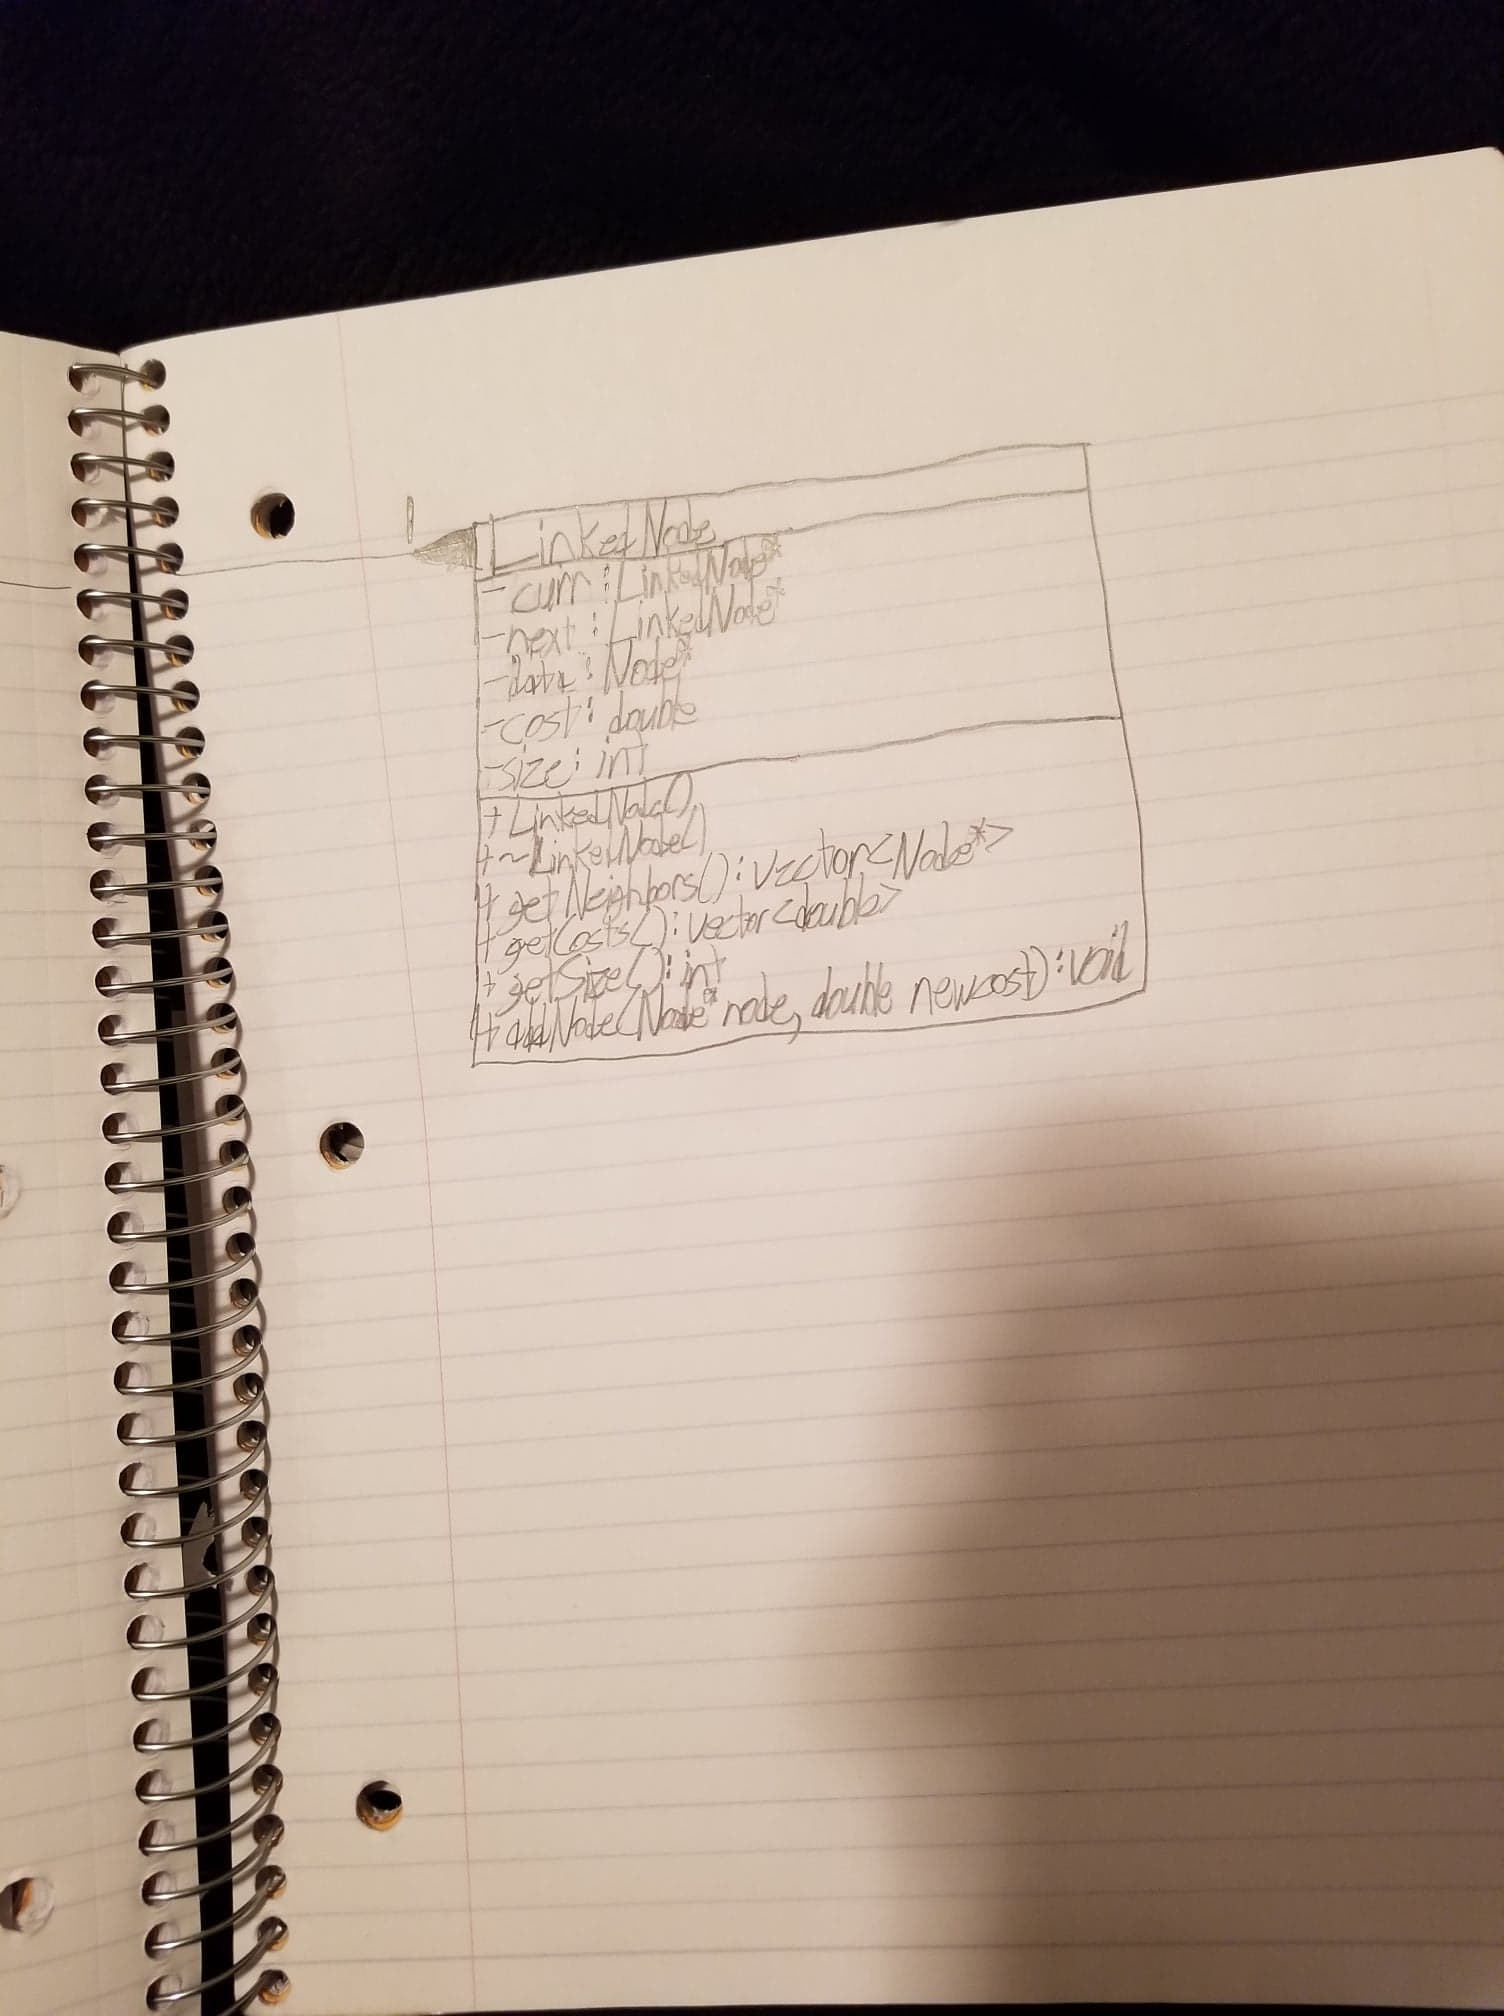 1
LinkedNode
- curr: LinkedNode*
- next: LinkedNode*
- data: Node*
- cost: double
- size: int
+ LinkedNode()
+ ~LinkedNode()
+ getNeighbors(): vector<Node*>
+ getCosts(): vector<double>
+ getSize(): int
+ addNode(Node* node, double newcost): void